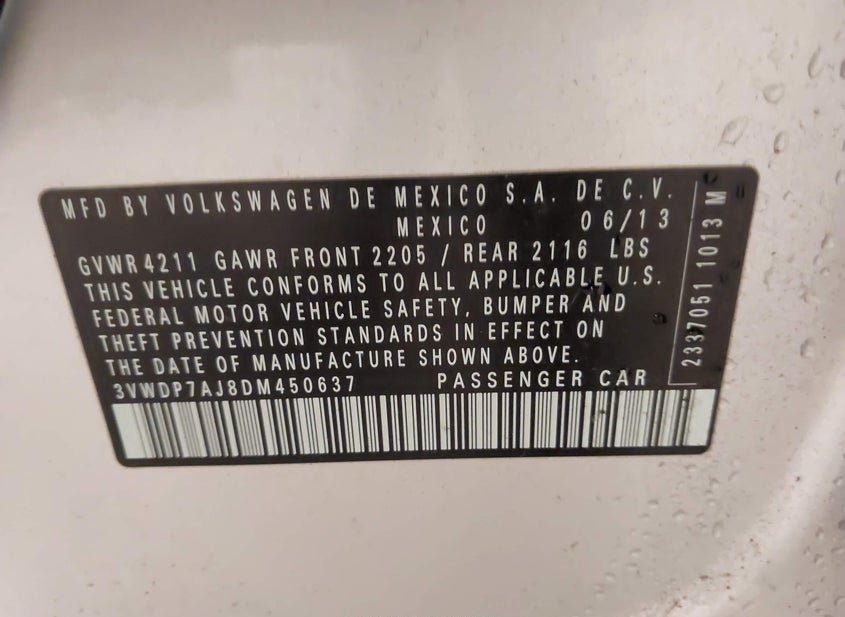 MFD BY VOLKSWAGEN DE MEXICO S.A. DE C.V.
MEXICO 06/13
GVWR 4211 GAWR FRONT 2205 / REAR 2116 LBS
THIS VEHICLE CONFORMS TO ALL APPLICABLE U.S.
FEDERAL MOTOR VEHICLE SAFETY, BUMPER AND
THEFT PREVENTION STANDARDS IN EFFECT ON
THE DATE OF MANUFACTURE SHOWN ABOVE.
3VWDP7AJ8DM450637 PASSENGER CAR
2337051 1013 M